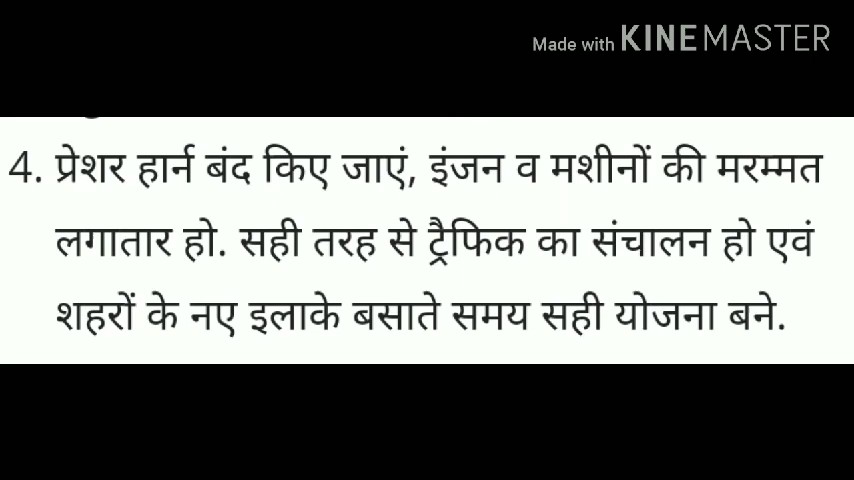 Made with KINEMASTER
4. प्रेशर हार्न बंद किए जाएं, इंजन व मशीनों की मरम्मत
लगातार हो. सही तरह से ट्रैफिक का संचालन हो एवं
शहरों के नए इलाके बसाते समय सही योजना बने.